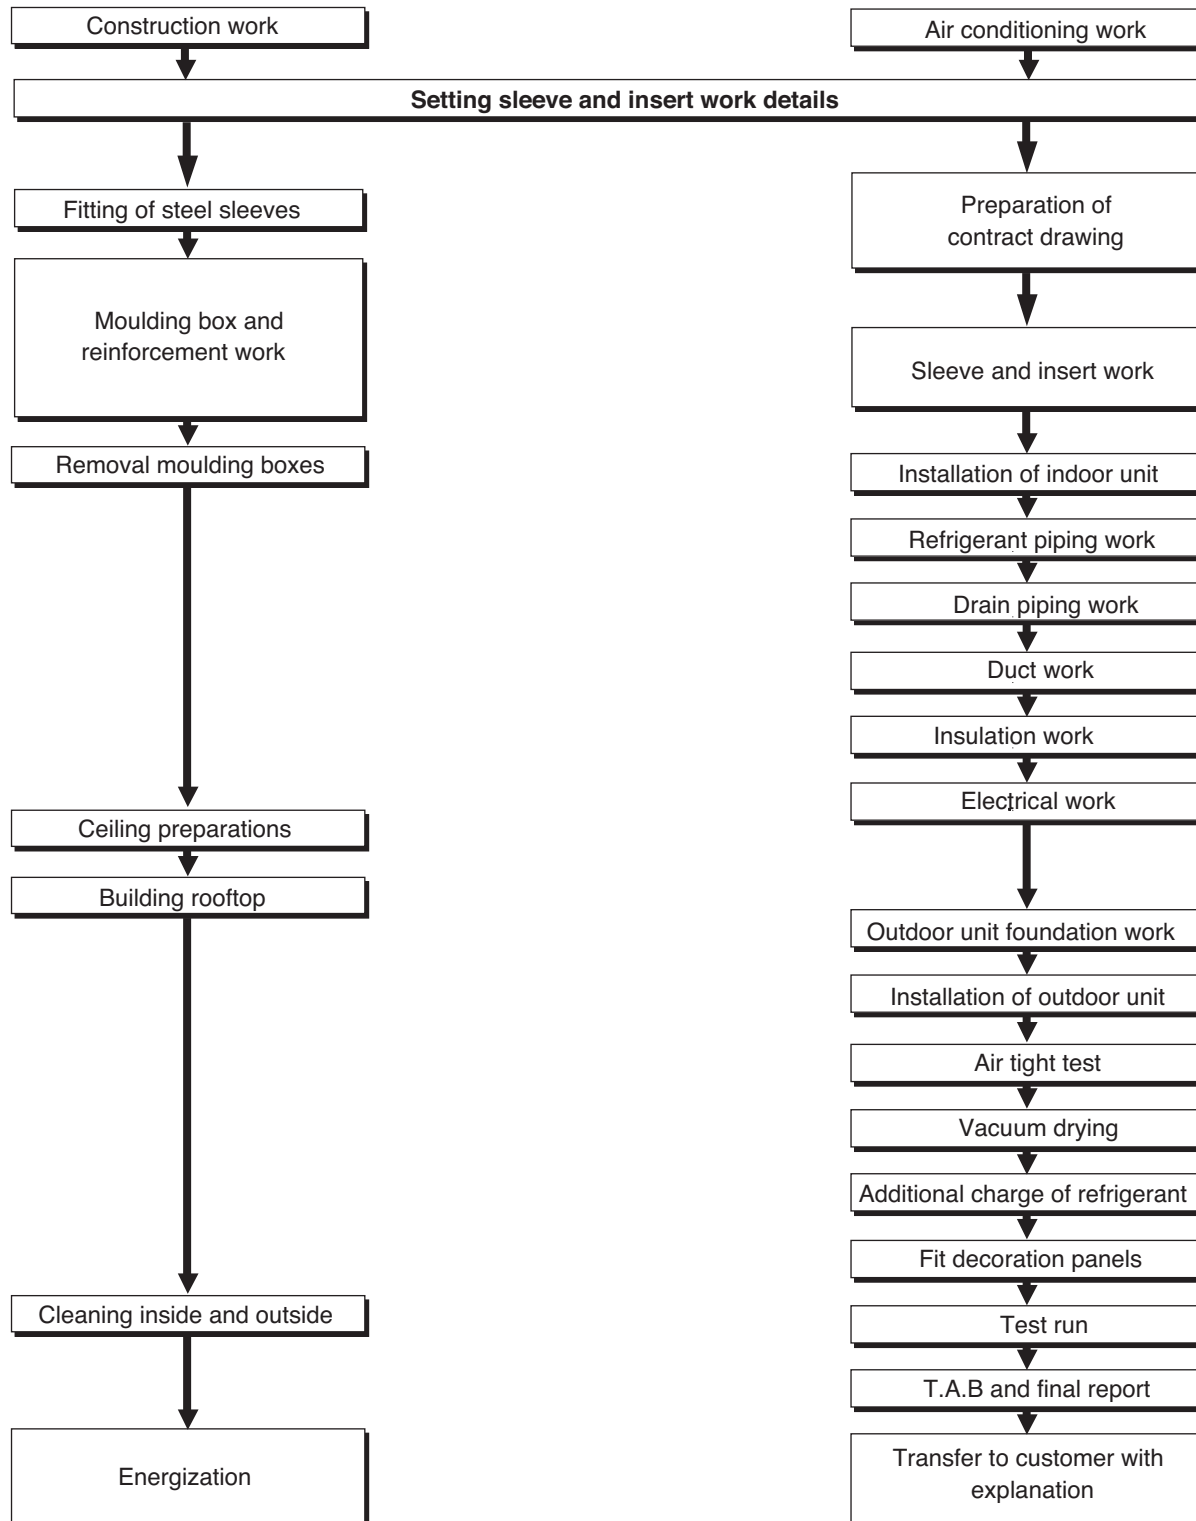 Construction work
Air conditioning work
Setting sleeve and insert work details
Fitting of steel sleeves
Moulding box and
reinforcement work
Removal moulding boxes
Ceiling preparations
Building rooftop
Cleaning inside and outside
Energization
Preparation of
contract drawing
Sleeve and insert work
Installation of indoor unit
Refrigerant piping work
Drain piping work
Duct work
Insulation work
Electrical work
Outdoor unit foundation work
Installation of outdoor unit
Air tight test
Vacuum drying
Additional charge of refrigerant
Fit decoration panels
Test run
T.A.B and final report
Transfer to customer with
explanation